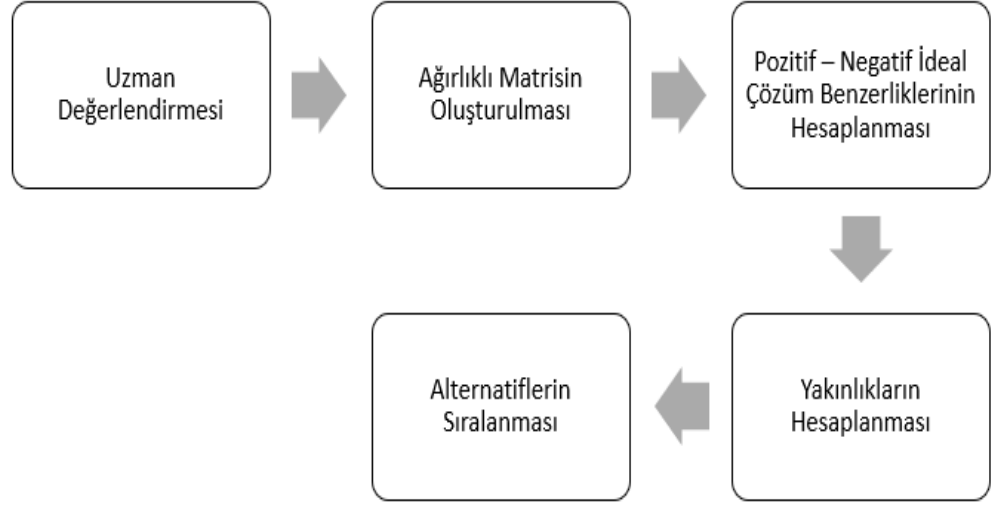 Uzman
Değerlendirmesi
Ağırlıklı Matrisin
Oluşturulması
Pozitif – Negatif İdeal
Çözüm Benzerliklerinin
Hesaplanması
Yakınlıkların
Hesaplanması
Alternatiflerin
Sıralanması